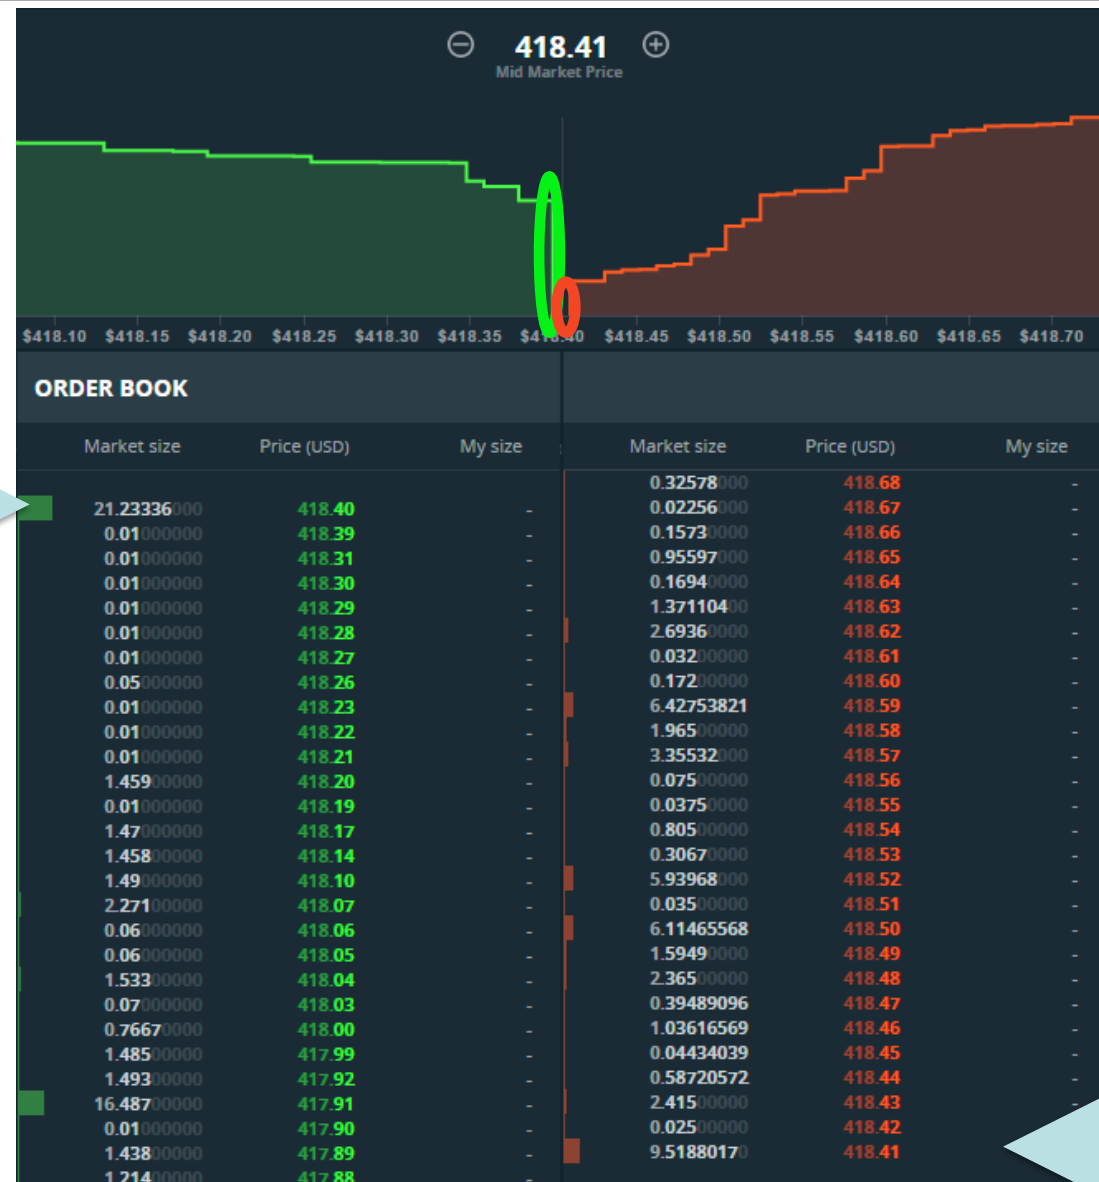 418.41
Mid Market Price
$418.10 $418.15 $418.20 $418.25 $418.30 $418.35 $418.40 $418.45 $418.50 $418.55 $418.60 $418.65 $418.70
ORDER BOOK
Market size Price (USD) My size
21.23336000 418.40 -
0.01000000 418.39 -
0.01000000 418.31 -
0.01000000 418.30 -
0.01000000 418.29 -
0.01000000 418.28 -
0.01000000 418.27 -
0.05000000 418.26 -
0.01000000 418.23 -
0.01000000 418.22 -
0.01000000 418.21 -
1.45900000 418.20 -
0.01000000 418.19 -
1.47000000 418.17 -
1.45800000 418.14 -
1.49000000 418.10 -
2.27100000 418.07 -
0.06000000 418.06 -
0.06000000 418.05 -
1.53300000 418.04 -
0.07000000 418.03 -
0.76670000 418.00 -
1.48500000 417.99 -
1.49300000 417.92 -
16.48700000 417.91 -
0.01000000 417.90 -
1.43800000 417.89 -
1.21400000 417.88 -
Market size Price (USD) My size
0.32578000 418.68 -
0.02256000 418.67 -
0.15730000 418.66 -
0.95597000 418.65 -
0.16940000 418.64 -
1.37110400 418.63 -
2.69360000 418.62 -
0.03200000 418.61 -
0.17200000 418.60 -
6.42753821 418.59 -
1.96500000 418.58 -
3.35532000 418.57 -
0.07500000 418.56 -
0.03750000 418.55 -
0.80500000 418.54 -
0.30670000 418.53 -
5.93968000 418.52 -
0.03500000 418.51 -
6.11465568 418.50 -
1.59490000 418.49 -
2.36500000 418.48 -
0.39489096 418.47 -
1.03616569 418.46 -
0.04434039 418.45 -
0.58720572 418.44 -
2.41500000 418.43 -
0.02500000 418.42
9.51880170 418.41